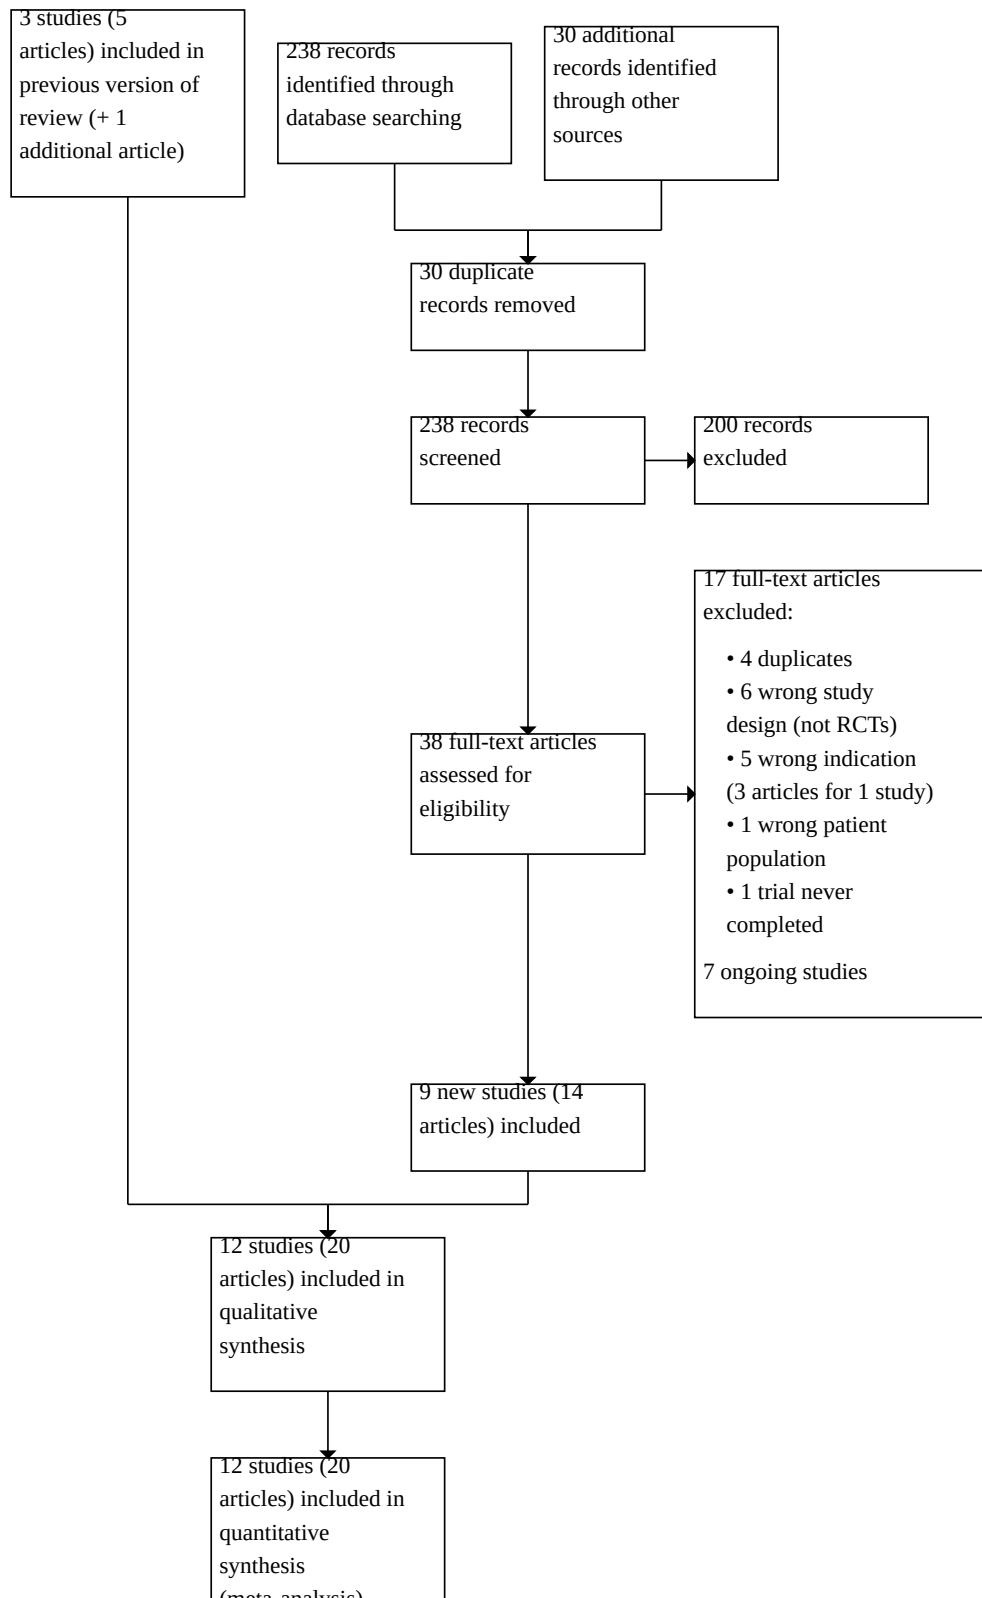 3 studies (5
articles) included in
previous version of
review (+ 1
additional article)
238 records
identified through
database searching
30 additional
records identified
through other
sources
30 duplicate
records removed
238 records
screened
200 records
excluded
17 full-text articles
excluded:
• 4 duplicates
• 6 wrong study
design (not RCTs)
• 5 wrong indication
(3 articles for 1 study)
• 1 wrong patient
population
• 1 trial never
completed
7 ongoing studies
38 full-text articles
assessed for
eligibility
9 new studies (14
articles) included
12 studies (20
articles) included in
qualitative
synthesis
12 studies (20
articles) included in
quantitative
synthesis
(meta-analysis)